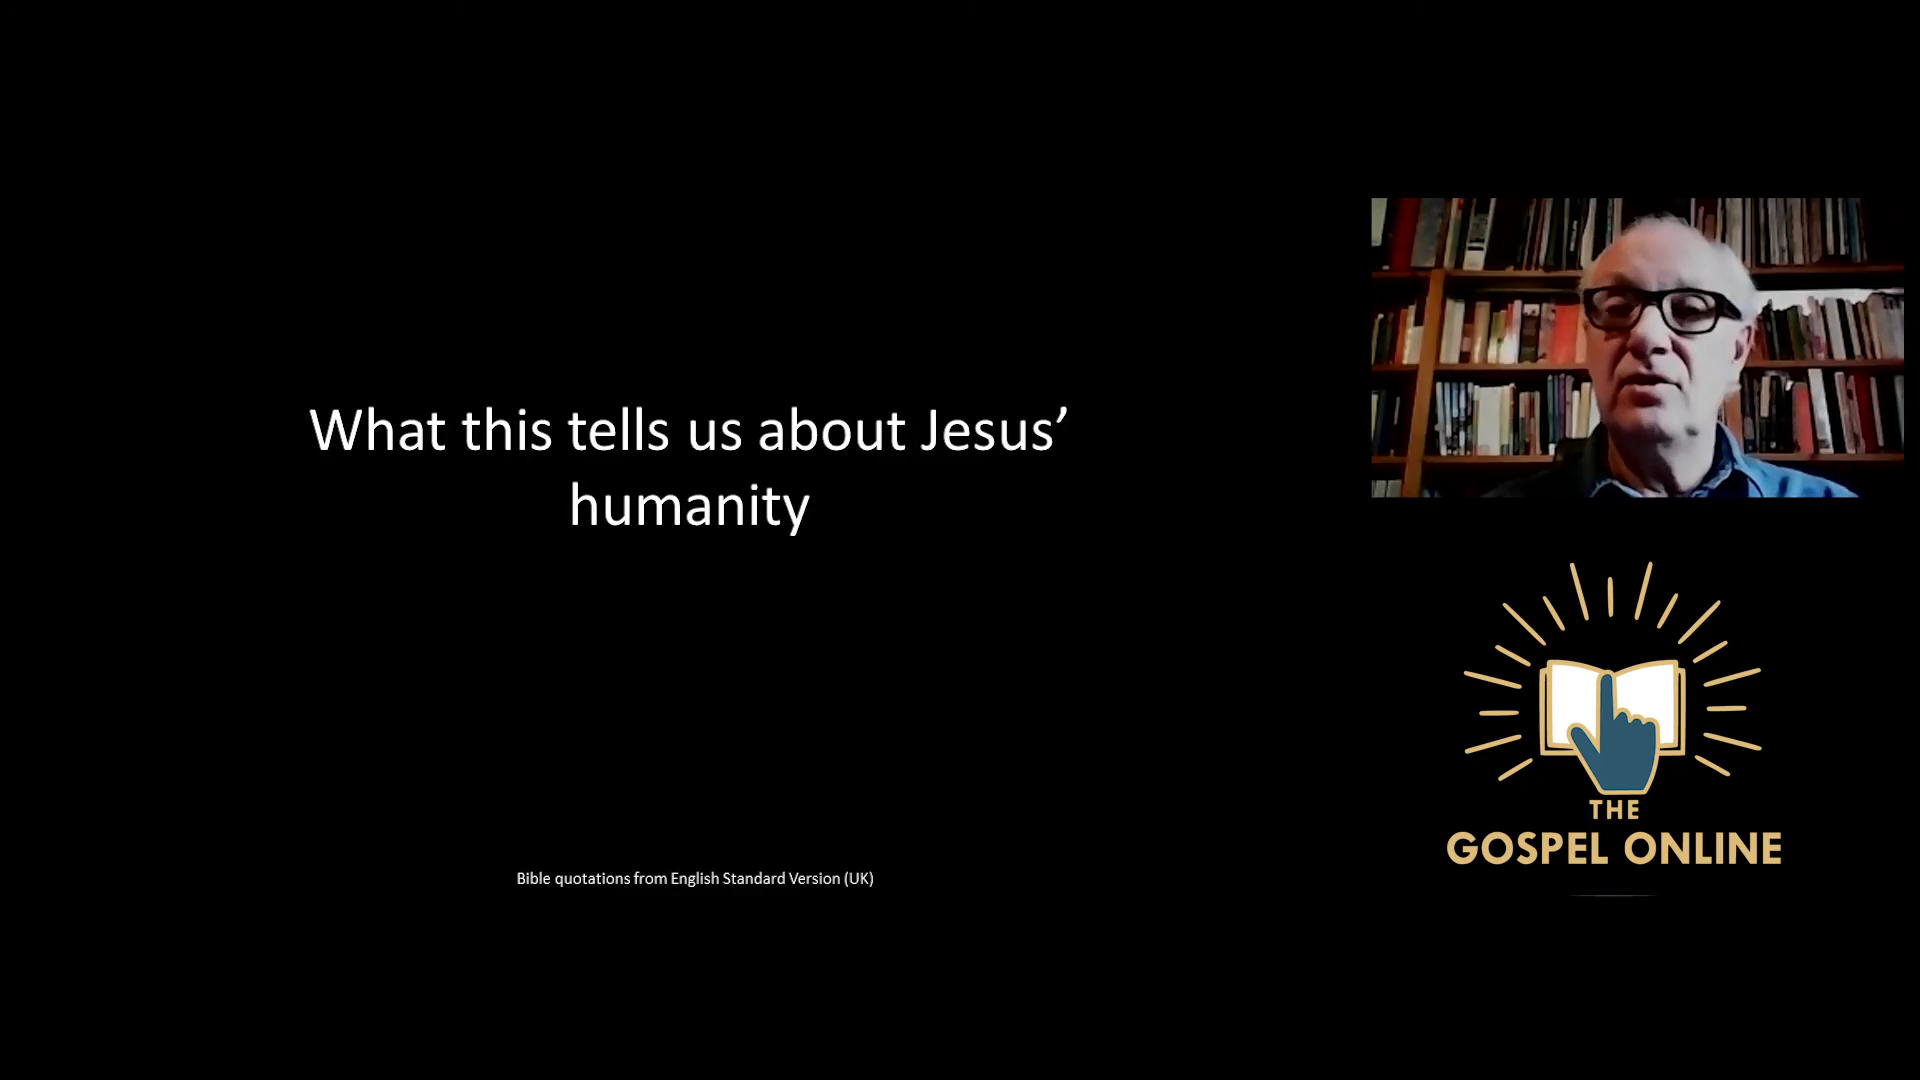 What this tells us about Jesus’
humanity
Bible quotations from English Standard Version (UK)
THE
GOSPEL ONLINE